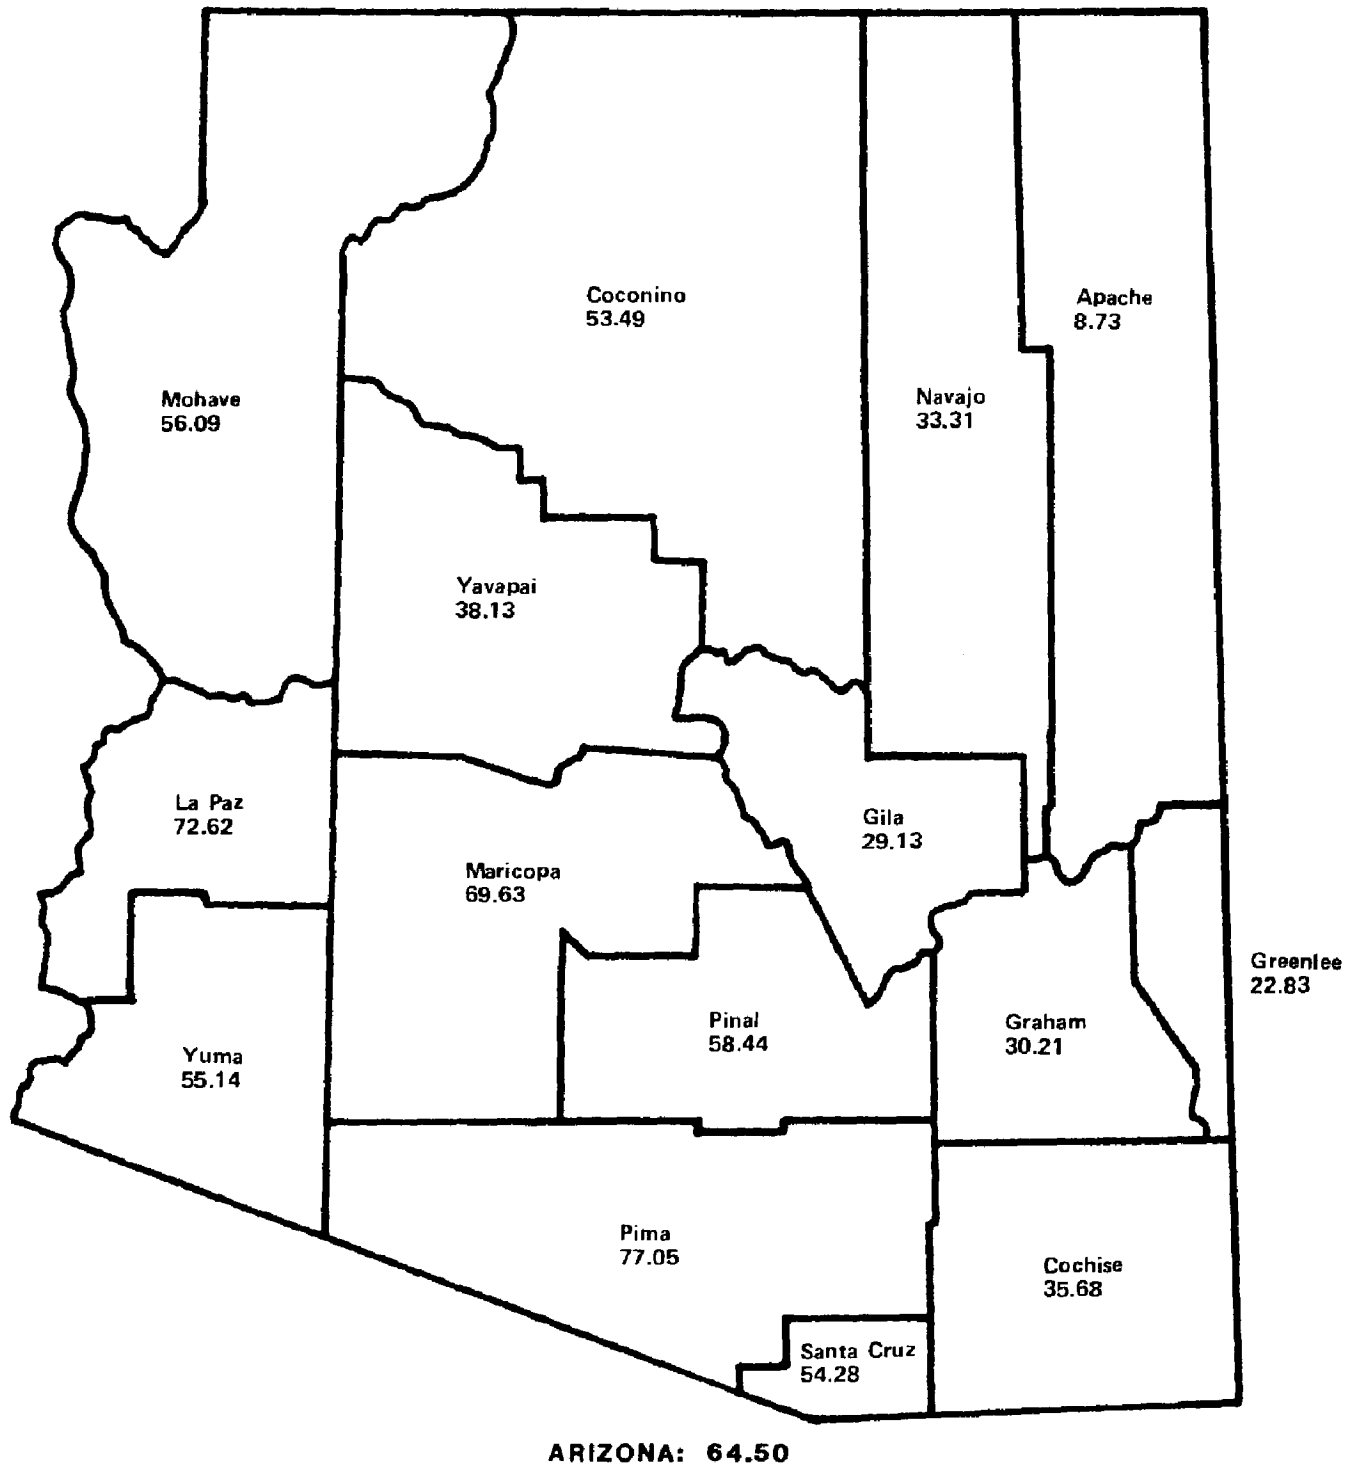 Coconino
53.49
Apache
8.73
Mohave
56.09
Navajo
33.31
Yavapai
38.13
La Paz
72.62
Gila
29.13
Maricopa
69.63
Greenlee
22.83
Pinal
58.44
Graham
30.21
Yuma
55.14
Pima
77.05
Cochise
35.68
Santa Cruz
54.28
ARIZONA: 64.50